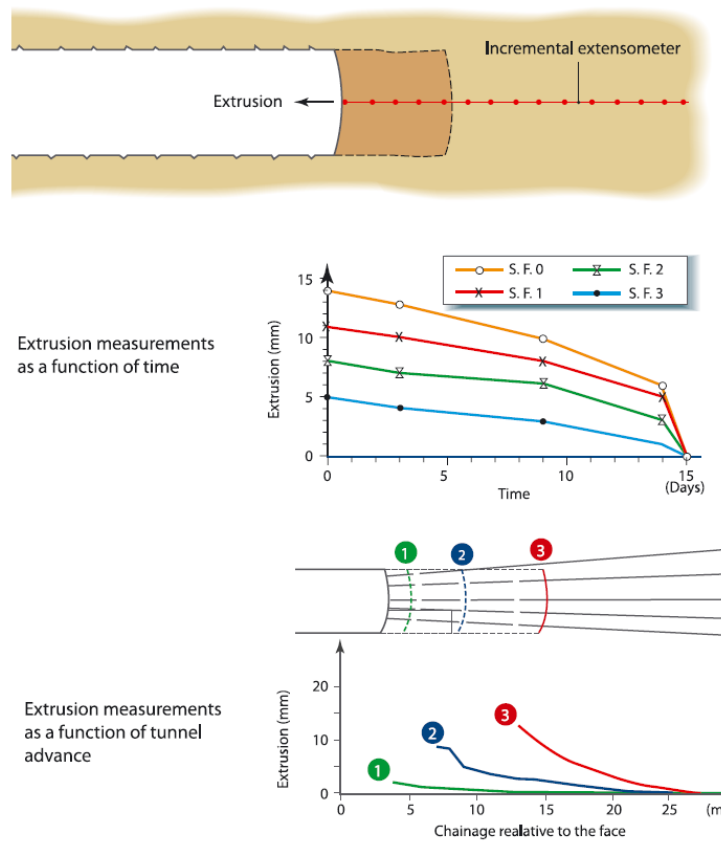 Incremental extensometer
Extrusion
S. F. 0
S. F. 2
S. F. 1
S. F. 3
Extrusion measurements
as a function of time
Extrusion (mm)
15
10
5
0
0
5
10
15
Time
(Days)
1
2
3
Extrusion measurements
as a function of tunnel
advance
Extrusion (mm)
20
10
0
1
2
3
0
5
10
15
20
25
(m
Chainage realative to the face